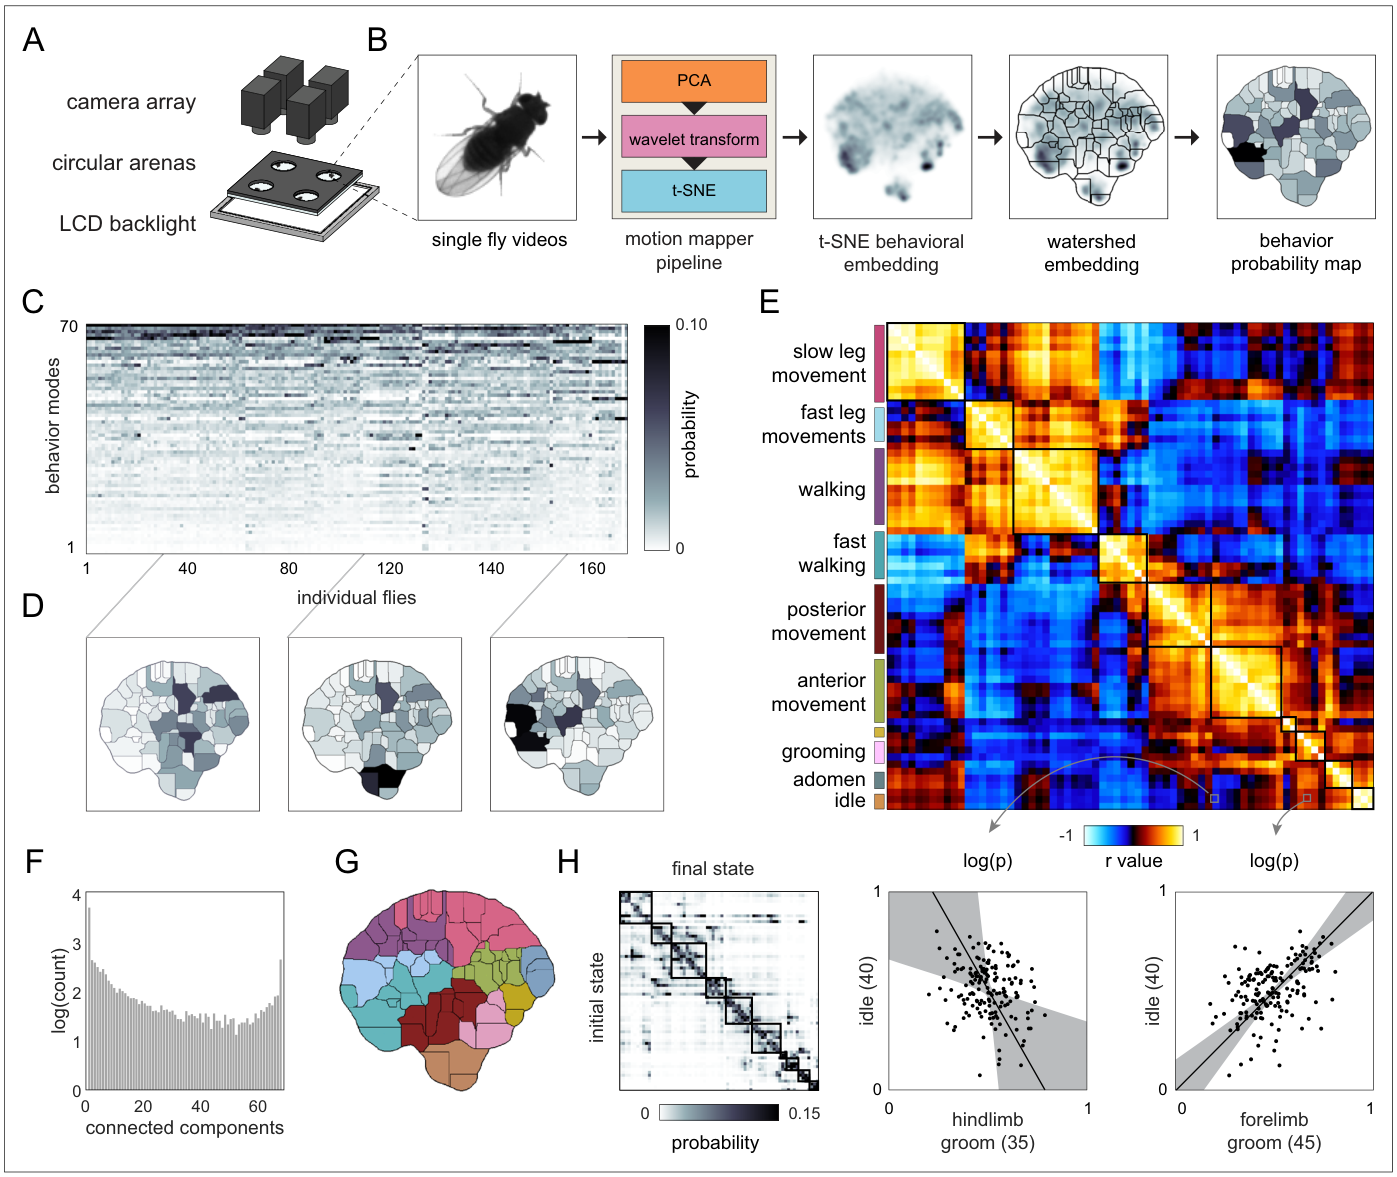 A
B
camera array
circular arenas
LCD backlight
single fly videos
PCA
wavelet transform
t-SNE
motion mapper
pipeline
t-SNE behavioral
embedding
watershed
embedding
behavior
probability map
C
70
behavior modes
1
1
40
80
120
140
160
individual flies
0.10
probability
0
D
E
slow leg
movement
fast leg
movements
walking
fast
walking
posterior
movement
anterior
movement
grooming
adomen
idle
-1
1
r value
log(p)
log(p)
F
4
3
2
1
0
log(count)
0
20
40
60
connected components
G
H
final state
initial state
0
0.15
probability
1
idle (40)
0
0
1
hindlimb
groom (35)
1
idle (40)
0
0
1
forelimb
groom (45)